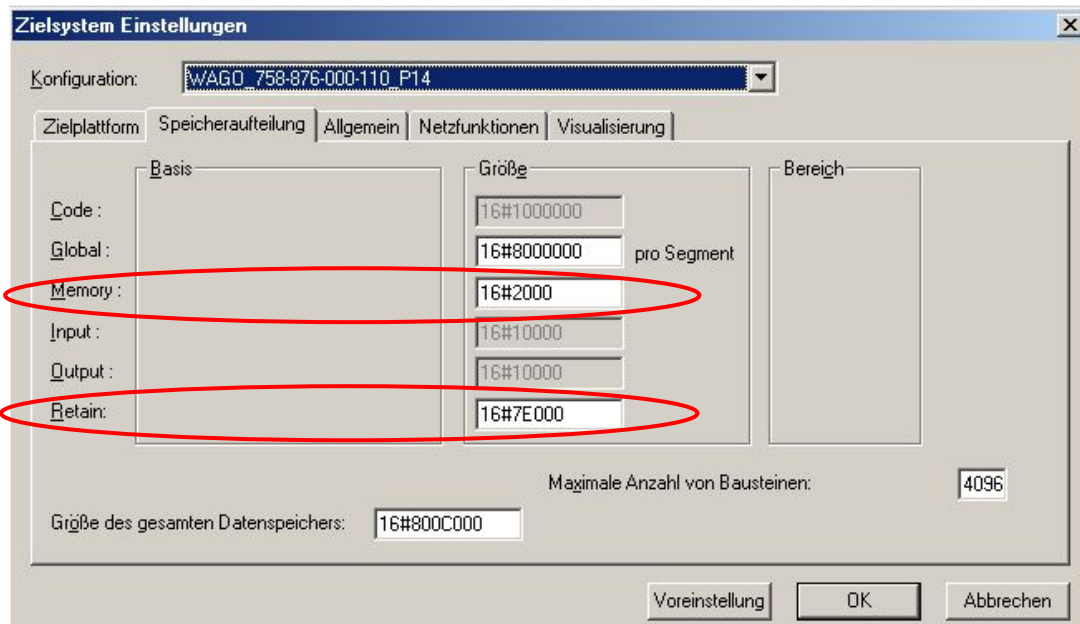 Zielsystem Einstellungen
Konfiguration: WAGO_758-876-000-110_P14
Zielplattform Speicheraufteilung Allgemein Netzfunktionen Visualisierung
Basis Größe Bereich
Code : 16#1000000
Global : 16#8000000 pro Segment
Memory : 16#2000
Input : 16#10000
Output : 16#10000
Retain: 16#7E000
Maximale Anzahl von Bausteinen: 4096
Größe des gesamten Datenspeichers: 16#800C000
Voreinstellung OK Abbrechen